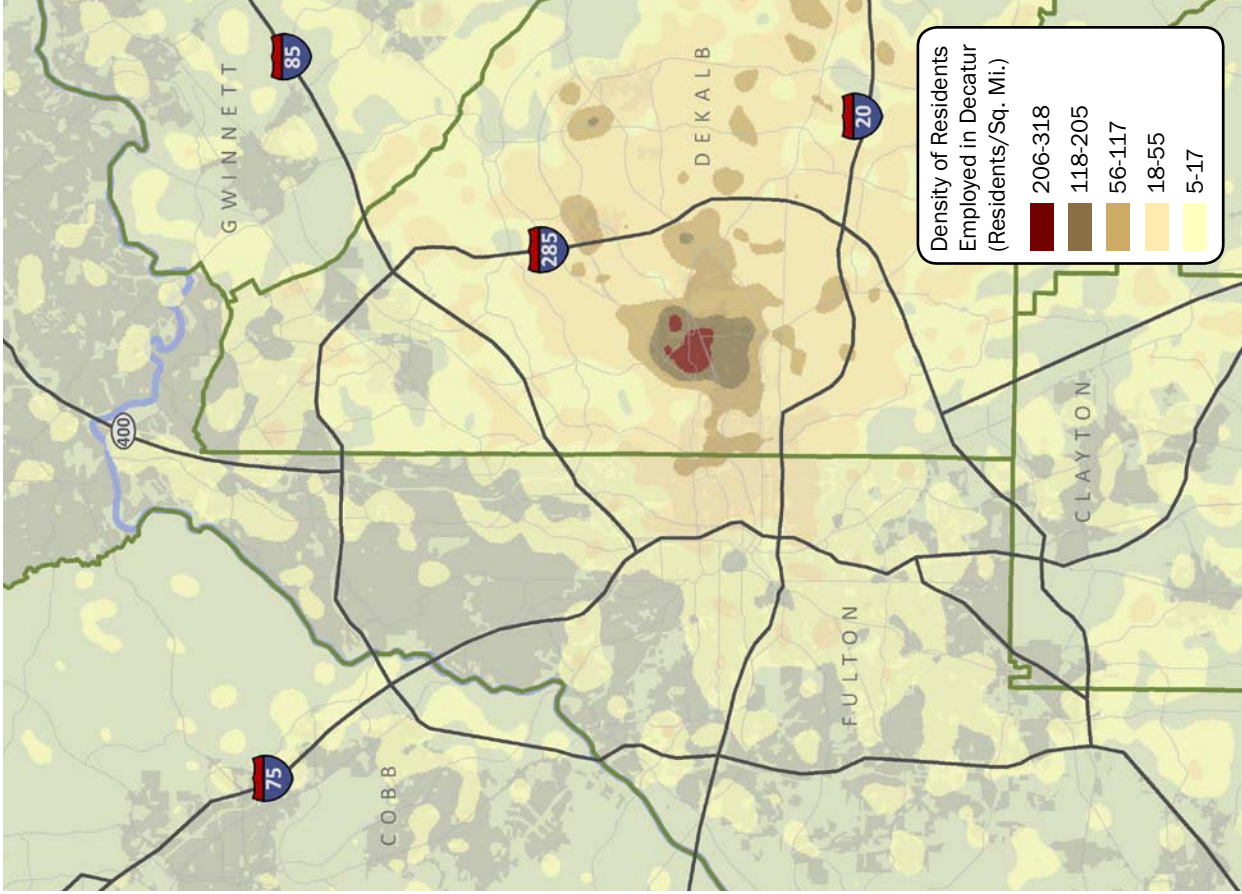 GWINNETT
85
400
285
DEKALB
20
75
COBB
FULTON
CLAYTON
Density of Residents
Employed in Decatur
(Residents/Sq. Mi.)
206-318
118-205
56-117
18-55
5-17